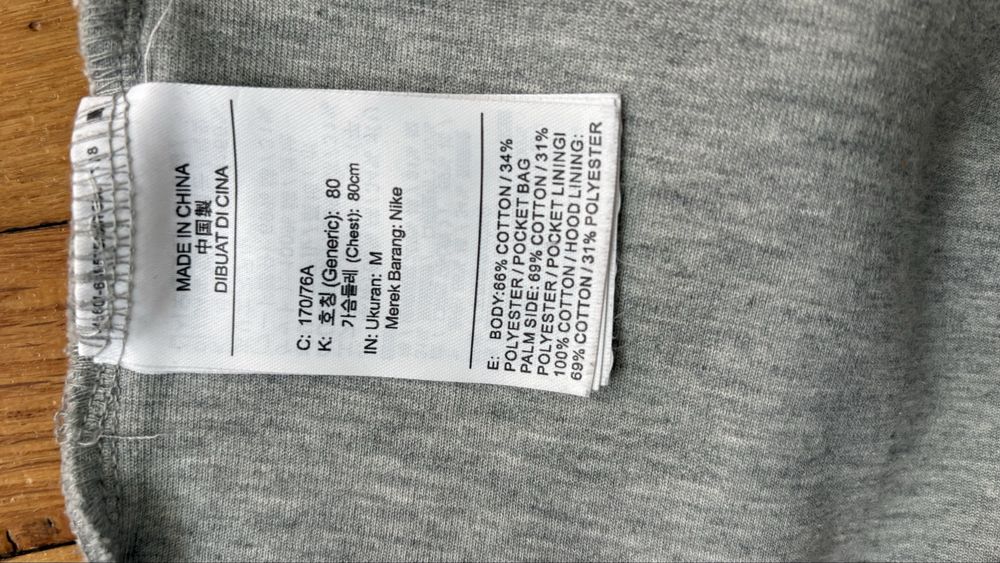 MADE IN CHINA
中国製
DIBUAT DI CINA
C: 170/76A
K: 호칭 (Generic): 80
가슴둘레 (Chest): 80cm
IN: Ukuran: M
Merek Barang: Nike
E: BODY:66% COTTON / 34%
POLYESTER / POCKET BAG
PALM SIDE: 69% COTTON / 31%
POLYESTER / POCKET LININGI
100% COTTON / HOOD LINING:
69% COTTON / 31% POLYESTER